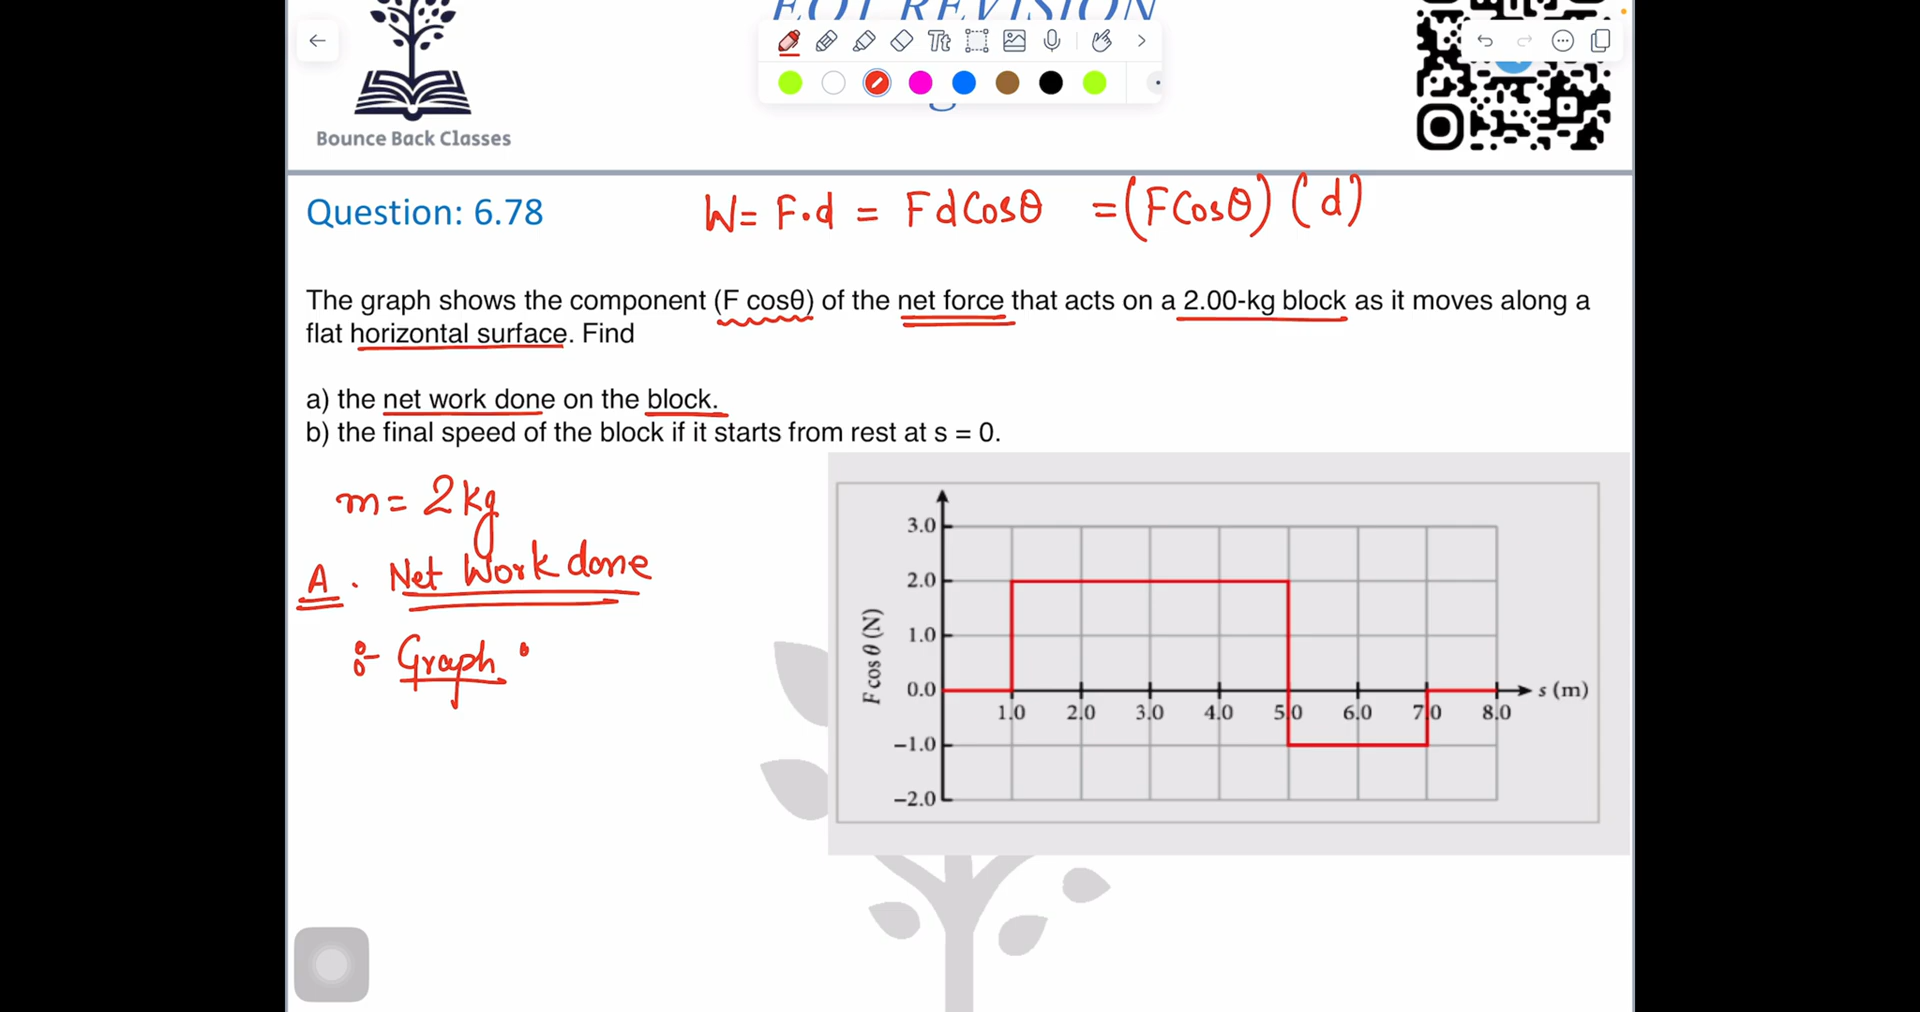 EOT REVISION
Tt
g
Bounce Back Classes
Question: 6.78
W = F·d = FdCosθ = (FCosθ) (d)
The graph shows the component (F cosθ) of the net force that acts on a 2.00-kg block as it moves along a
flat horizontal surface. Find
a) the net work done on the block.
b) the final speed of the block if it starts from rest at s = 0.
m = 2kg
A. Net Work done
:- Graph
3.0
2.0
1.0
0.0
−1.0
−2.0
F cos θ (N)
1.0 2.0 3.0 4.0 5.0 6.0 7.0 8.0
s (m)